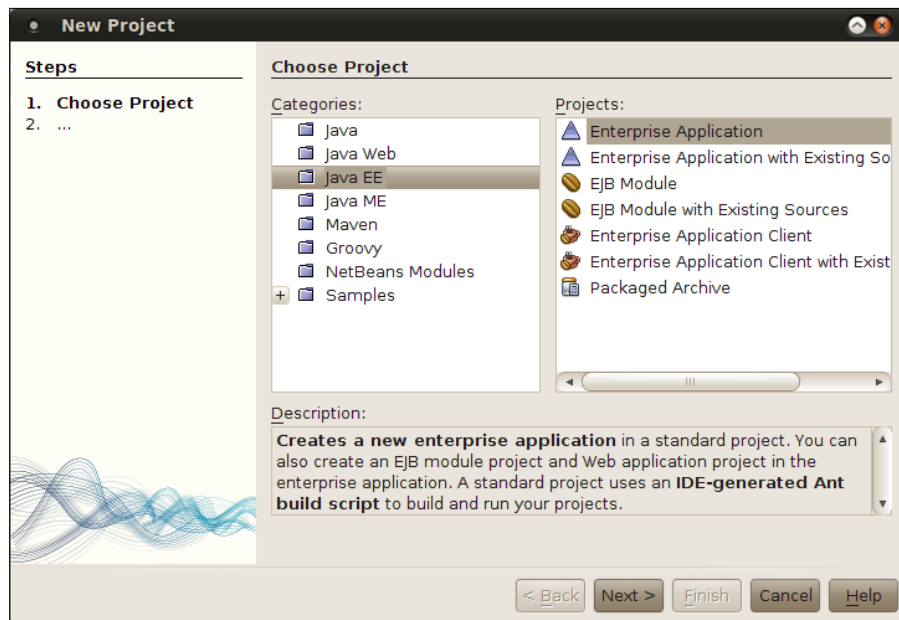 New Project
Steps
1. Choose Project
2. ...
Choose Project
Categories:
Java
Java Web
Java EE
Java ME
Maven
Groovy
NetBeans Modules
Samples
Projects:
Enterprise Application
Enterprise Application with Existing So
EJB Module
EJB Module with Existing Sources
Enterprise Application Client
Enterprise Application Client with Exist
Packaged Archive
Description:
Creates a new enterprise application in a standard project. You can
also create an EJB module project and Web application project in the
enterprise application. A standard project uses an IDE-generated Ant
build script to build and run your projects.
< Back
Next >
Finish
Cancel
Help